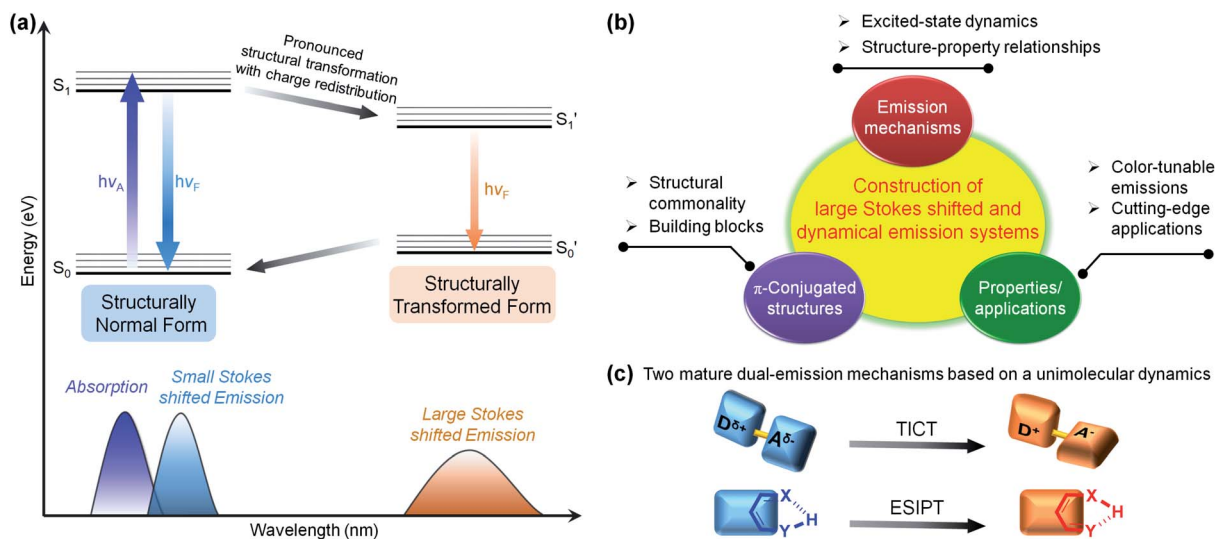 (a)
Pronounced
structural transformation
with charge redistribution
S1
S1'
hνA
hνF
hνF
S0
S0'
Energy (eV)
Structurally
Normal Form
Structurally
Transformed Form
Absorption
Small Stokes
shifted Emission
Large Stokes
shifted Emission
Wavelength (nm)
(b)
➢ Excited-state dynamics
➢ Structure-property relationships
Emission
mechanisms
➢ Structural
commonality
➢ Building blocks
Construction of
large Stokes shifted and
dynamical emission systems
➢ Color-tunable
emissions
➢ Cutting-edge
applications
π-Conjugated
structures
Properties/
applications
(c) Two mature dual-emission mechanisms based on a unimolecular dynamics
Dδ+
Aδ-
TICT
D+
A-
X
H
Y
ESIPT
X
H
Y